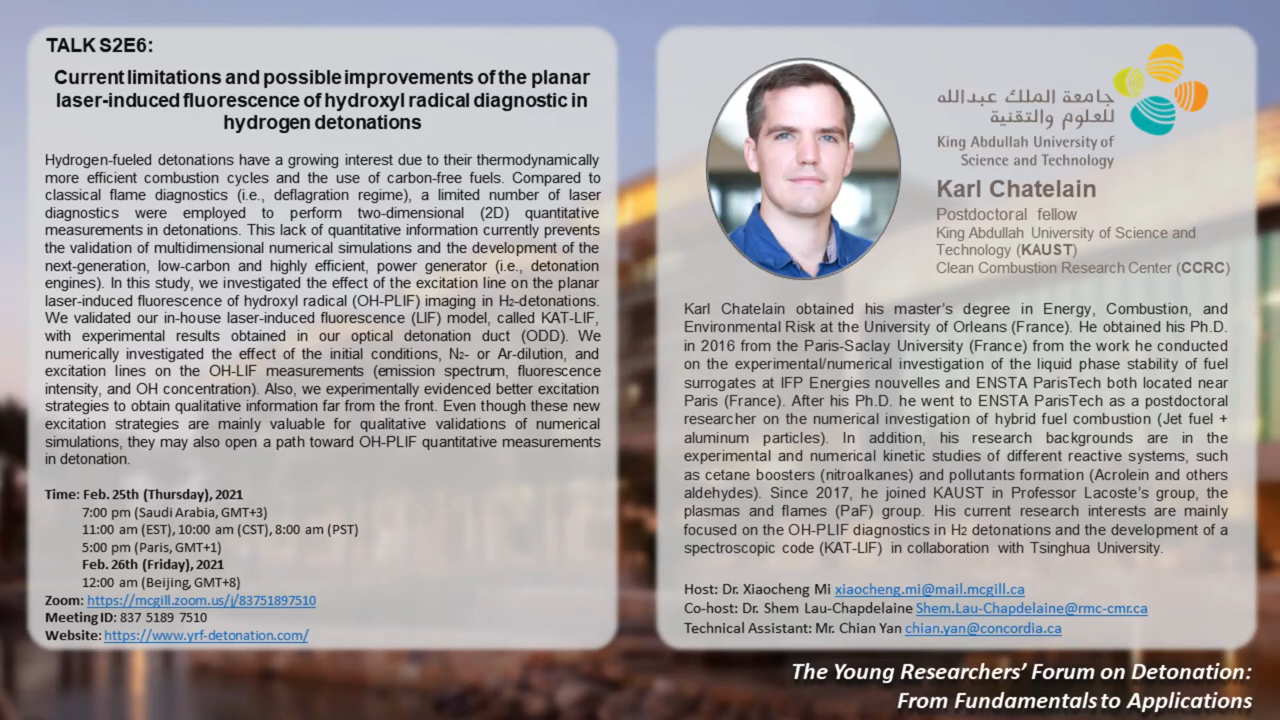 TALK S2E6:
Current limitations and possible improvements of the planar
laser-induced fluorescence of hydroxyl radical diagnostic in
hydrogen detonations
Hydrogen-fueled detonations have a growing interest due to their thermodynamically
more efficient combustion cycles and the use of carbon-free fuels. Compared to
classical flame diagnostics (i.e., deflagration regime), a limited number of laser
diagnostics were employed to perform two-dimensional (2D) quantitative
measurements in detonations. This lack of quantitative information currently prevents
the validation of multidimensional numerical simulations and the development of the
next-generation, low-carbon and highly efficient, power generator (i.e., detonation
engines). In this study, we investigated the effect of the excitation line on the planar
laser-induced fluorescence of hydroxyl radical (OH-PLIF) imaging in H₂-detonations.
We validated our in-house laser-induced fluorescence (LIF) model, called KAT-LIF,
with experimental results obtained in our optical detonation duct (ODD). We
numerically investigated the effect of the initial conditions, N₂- or Ar-dilution, and
excitation lines on the OH-LIF measurements (emission spectrum, fluorescence
intensity, and OH concentration). Also, we experimentally evidenced better excitation
strategies to obtain qualitative information far from the front. Even though these new
excitation strategies are mainly valuable for qualitative validations of numerical
simulations, they may also open a path toward OH-PLIF quantitative measurements
in detonation.
Time: Feb. 25th (Thursday), 2021
7:00 pm (Saudi Arabia, GMT+3)
11:00 am (EST), 10:00 am (CST), 8:00 am (PST)
5:00 pm (Paris, GMT+1)
Feb. 26th (Friday), 2021
12:00 am (Beijing, GMT+8)
Zoom: https://mcgill.zoom.us/j/83751897510
Meeting ID: 837 5189 7510
Website: https://www.yrf-detonation.com/
جامعة الملك عبدالله
للعلوم والتقنية
King Abdullah University of
Science and Technology
Karl Chatelain
Postdoctoral fellow
King Abdullah University of Science and
Technology (KAUST)
Clean Combustion Research Center (CCRC)
Karl Chatelain obtained his master's degree in Energy, Combustion, and
Environmental Risk at the University of Orleans (France). He obtained his Ph.D.
in 2016 from the Paris-Saclay University (France) from the work he conducted
on the experimental/numerical investigation of the liquid phase stability of fuel
surrogates at IFP Energies nouvelles and ENSTA ParisTech both located near
Paris (France). After his Ph.D. he went to ENSTA ParisTech as a postdoctoral
researcher on the numerical investigation of hybrid fuel combustion (Jet fuel +
aluminum particles). In addition, his research backgrounds are in the
experimental and numerical kinetic studies of different reactive systems, such
as cetane boosters (nitroalkanes) and pollutants formation (Acrolein and others
aldehydes). Since 2017, he joined KAUST in Professor Lacoste's group, the
plasmas and flames (PaF) group. His current research interests are mainly
focused on the OH-PLIF diagnostics in H₂ detonations and the development of a
spectroscopic code (KAT-LIF) in collaboration with Tsinghua University.
Host: Dr. Xiaocheng Mi xiaocheng.mi@mail.mcgill.ca
Co-host: Dr. Shem Lau-Chapdelaine Shem.Lau-Chapdelaine@rmc-cmr.ca
Technical Assistant: Mr. Chian Yan chian.yan@concordia.ca
The Young Researchers' Forum on Detonation:
From Fundamentals to Applications